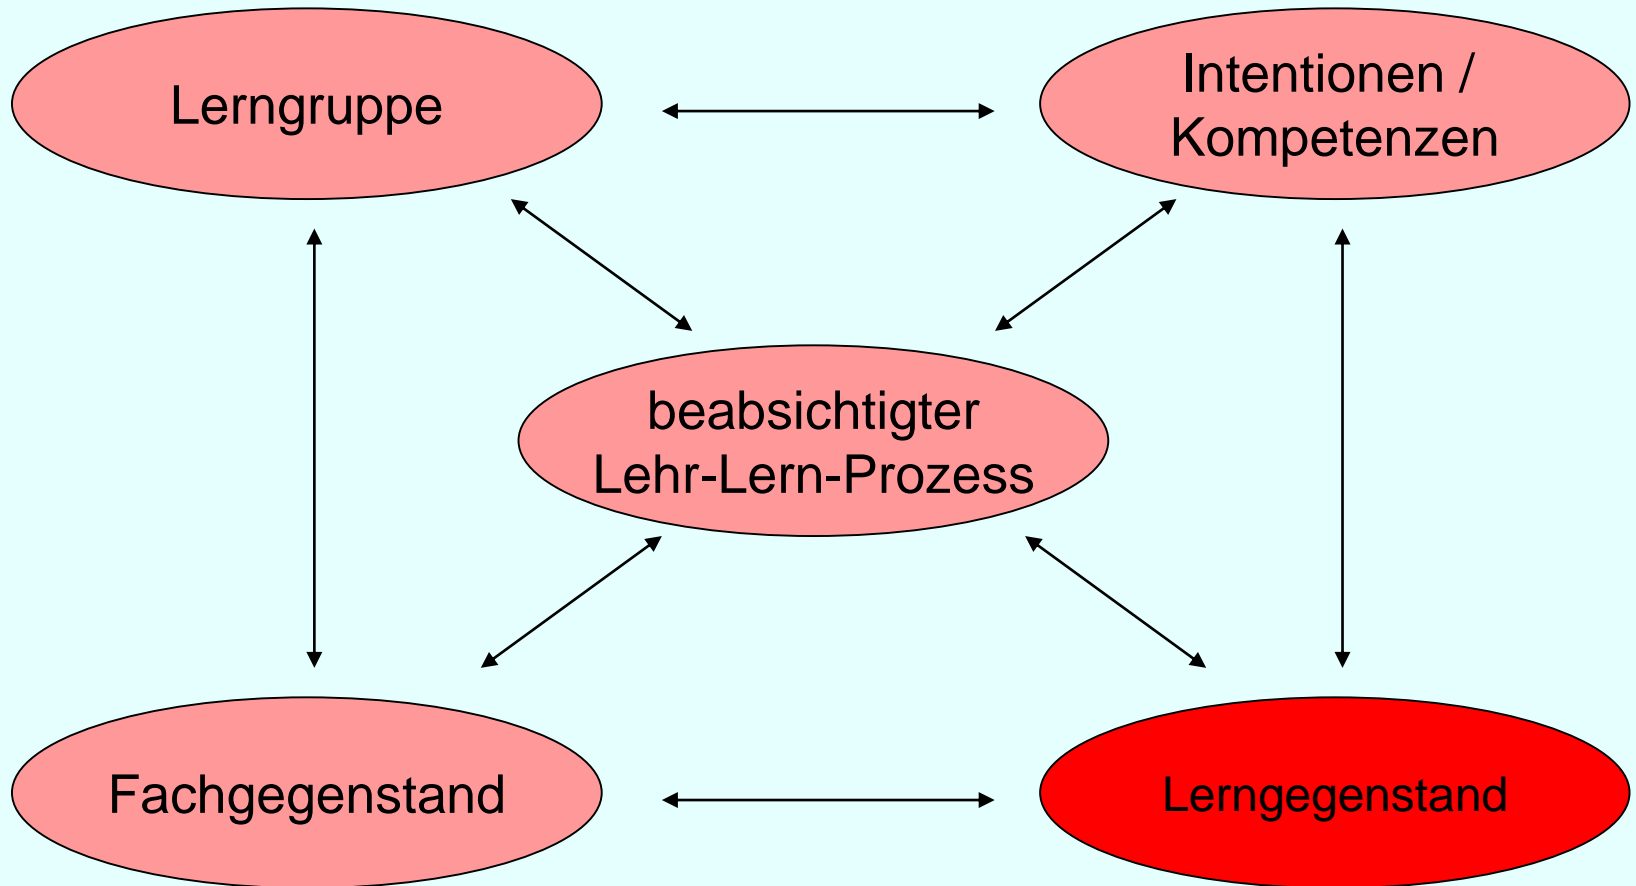 Lerngruppe
Intentionen /
Kompetenzen
beabsichtigter
Lehr-Lern-Prozess
Fachgegenstand
Lerngegenstand